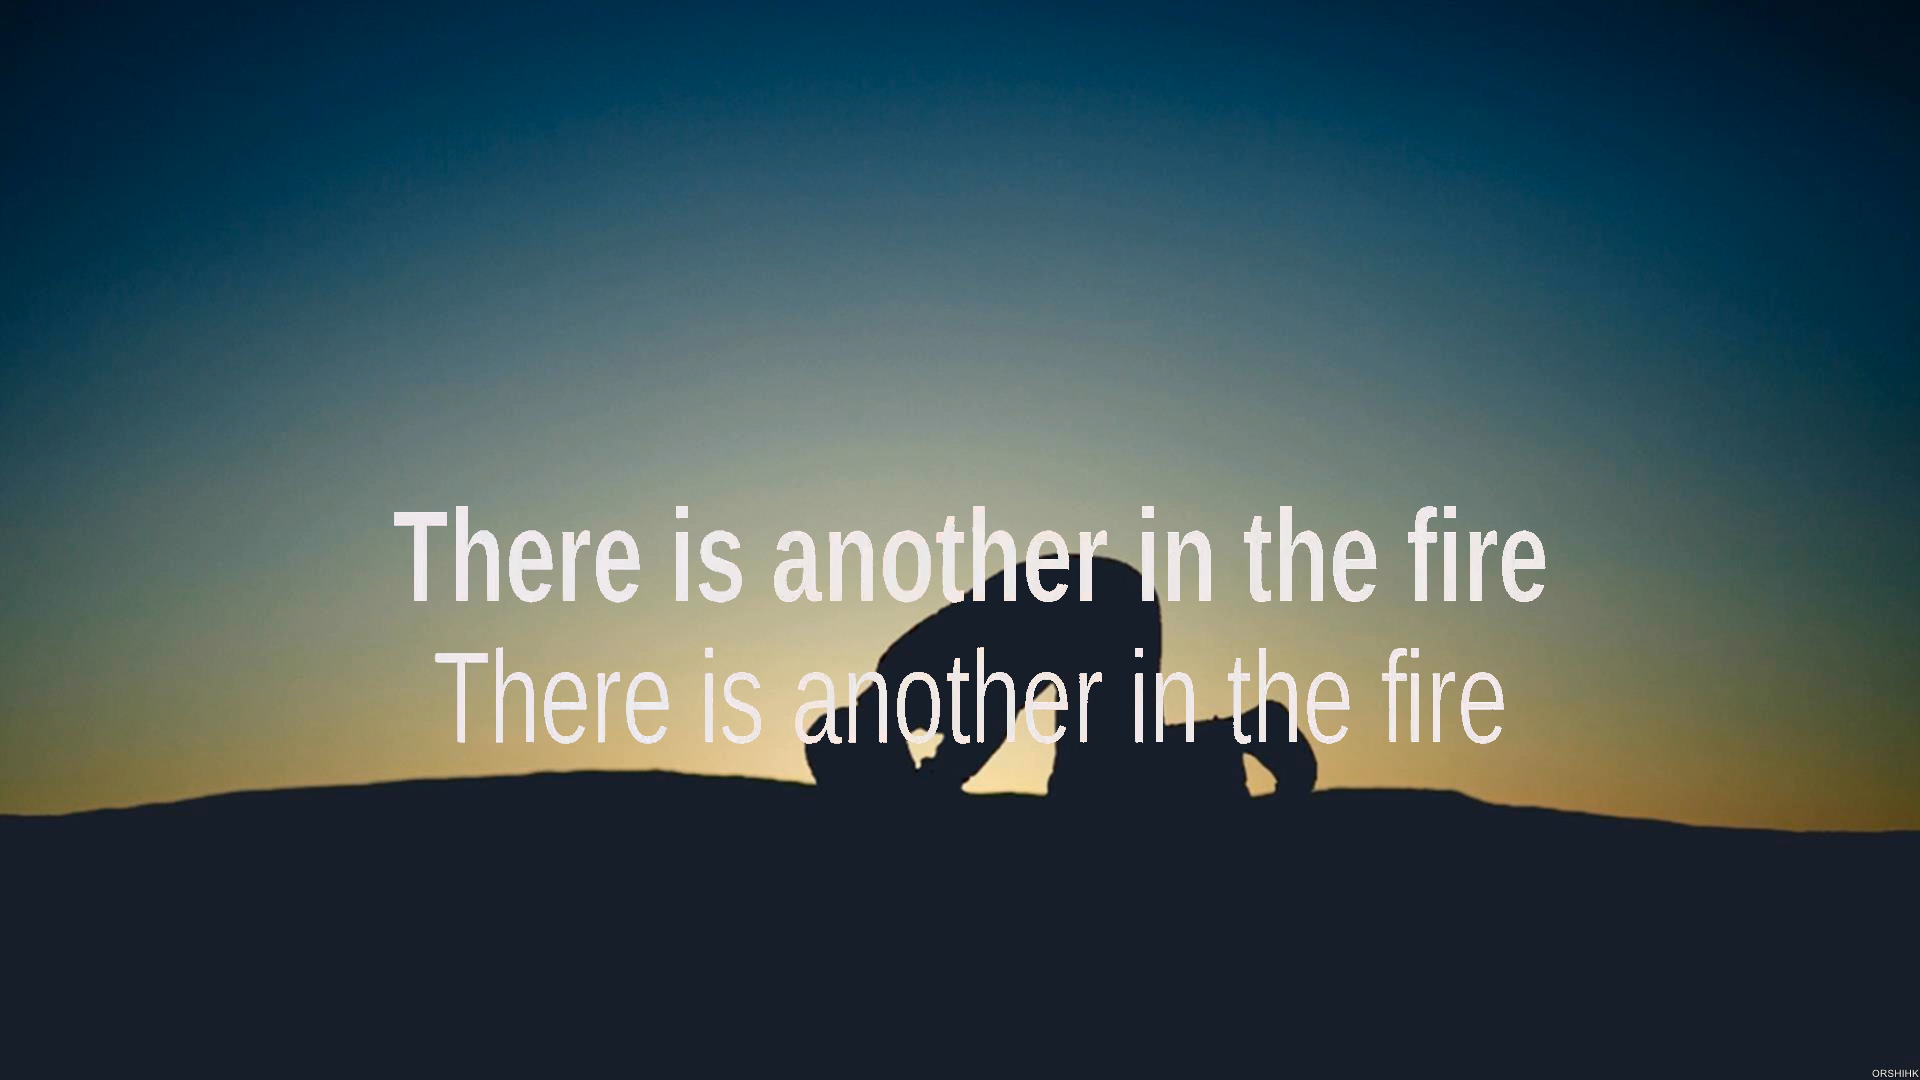 There is another in the fire
There is another in the fire
ORSHIHK